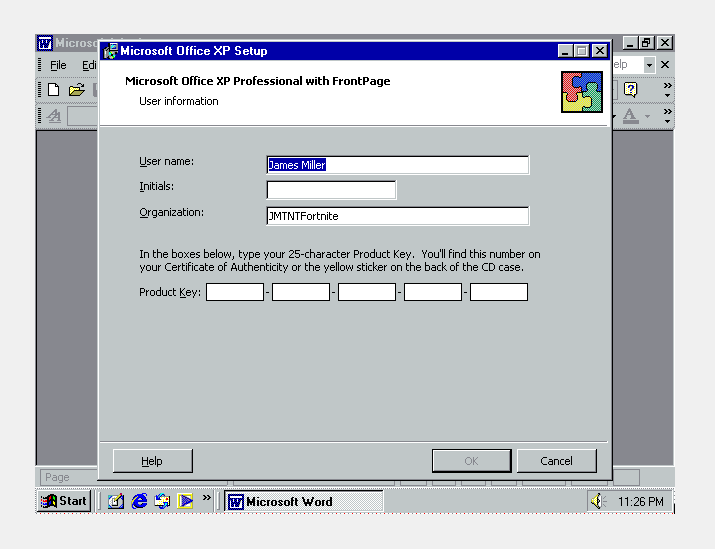 Microsoft Office XP Setup
File
Microsoft Office XP Professional with FrontPage
User information
User name:
James Miller
Initials:
Organization:
JMTNTFortnite
In the boxes below, type your 25-character Product Key. You'll find this number on
your Certificate of Authenticity or the yellow sticker on the back of the CD case.
Product Key: - - - -
Help OK Cancel
Page
Start » Microsoft Word 11:26 PM